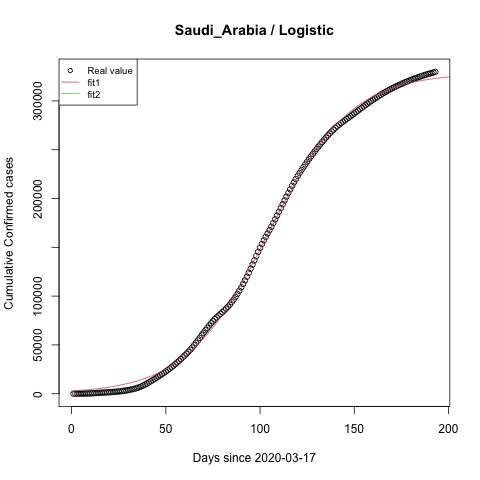 Saudi_Arabia / Logistic
Real value
fit1
fit2
Cumulative Confirmed cases
300000
200000
100000
50000
0
0 50 100 150 200
Days since 2020-03-17